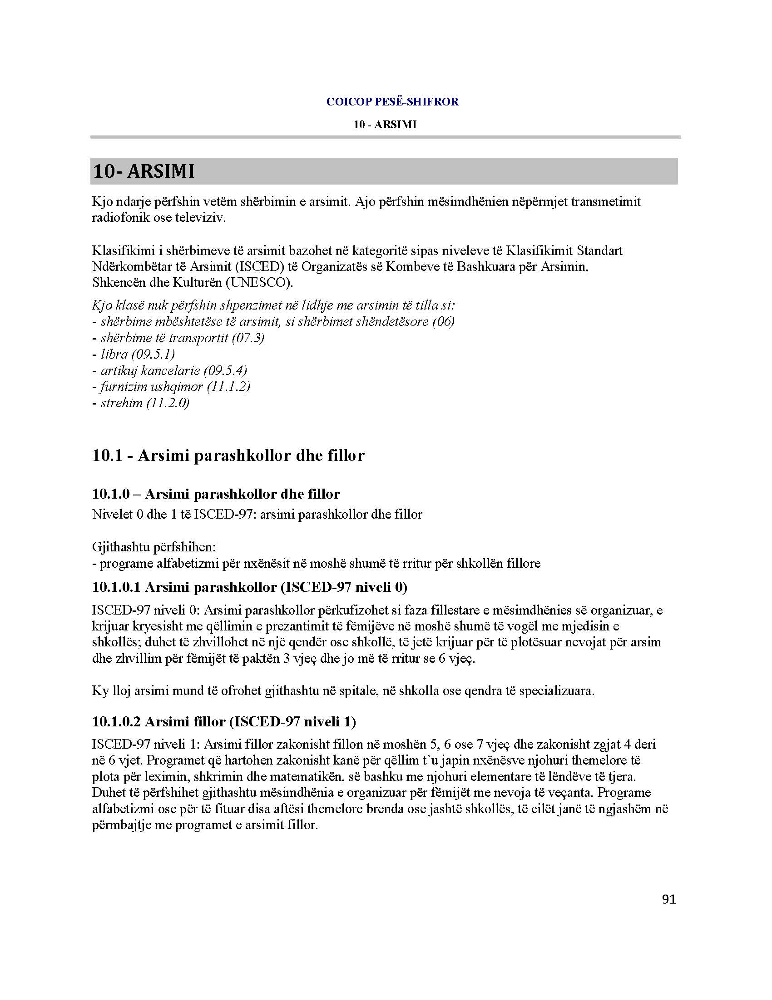 COICOP PESË-SHIFROR
10 - ARSIMI
10- ARSIMI
Kjo ndarje përfshin vetëm shërbimin e arsimit. Ajo përfshin mësimdhënien nëpërmjet transmetimit
radiofonik ose televiziv.
Klasifikimi i shërbimeve të arsimit bazohet në kategoritë sipas niveleve të Klasifikimit Standart
Ndërkombëtar të Arsimit (ISCED) të Organizatës së Kombeve të Bashkuara për Arsimin,
Shkencën dhe Kulturën (UNESCO).
Kjo klasë nuk përfshin shpenzimet në lidhje me arsimin të tilla si:
- shërbime mbështetëse të arsimit, si shërbimet shëndetësore (06)
- shërbime të transportit (07.3)
- libra (09.5.1)
- artikuj kancelarie (09.5.4)
- furnizim ushqimor (11.1.2)
- strehim (11.2.0)
10.1 - Arsimi parashkollor dhe fillor
10.1.0 – Arsimi parashkollor dhe fillor
Nivelet 0 dhe 1 të ISCED-97: arsimi parashkollor dhe fillor
Gjithashtu përfshihen:
- programe alfabetizmi për nxënësit në moshë shumë të rritur për shkollën fillore
10.1.0.1 Arsimi parashkollor (ISCED-97 niveli 0)
ISCED-97 niveli 0: Arsimi parashkollor përkufizohet si faza fillestare e mësimdhënies së organizuar, e
krijuar kryesisht me qëllimin e prezantimit të fëmijëve në moshë shumë të vogël me mjedisin e
shkollës; duhet të zhvillohet në një qendër ose shkollë, të jetë krijuar për të plotësuar nevojat për arsim
dhe zhvillim për fëmijët të paktën 3 vjeç dhe jo më të rritur se 6 vjeç.
Ky lloj arsimi mund të ofrohet gjithashtu në spitale, në shkolla ose qendra të specializuara.
10.1.0.2 Arsimi fillor (ISCED-97 niveli 1)
ISCED-97 niveli 1: Arsimi fillor zakonisht fillon në moshën 5, 6 ose 7 vjeç dhe zakonisht zgjat 4 deri
në 6 vjet. Programet që hartohen zakonisht kanë për qëllim t`u japin nxënësve njohuri themelore të
plota për leximin, shkrimin dhe matematikën, së bashku me njohuri elementare të lëndëve të tjera.
Duhet të përfshihet gjithashtu mësimdhënia e organizuar për fëmijët me nevoja të veçanta. Programe
alfabetizmi ose për të fituar disa aftësi themelore brenda ose jashtë shkollës, të cilët janë të ngjashëm në
përmbajtje me programet e arsimit fillor.
91